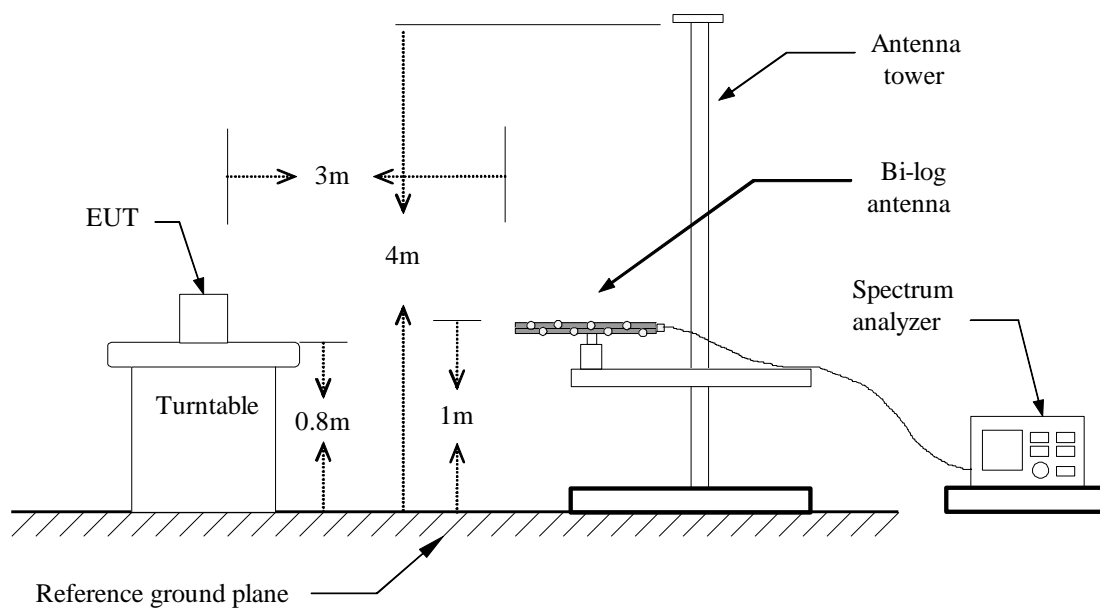 Antenna
tower
3m
Bi-log
antenna
EUT
4m
Spectrum
analyzer
Turntable
0.8m
1m
Reference ground plane